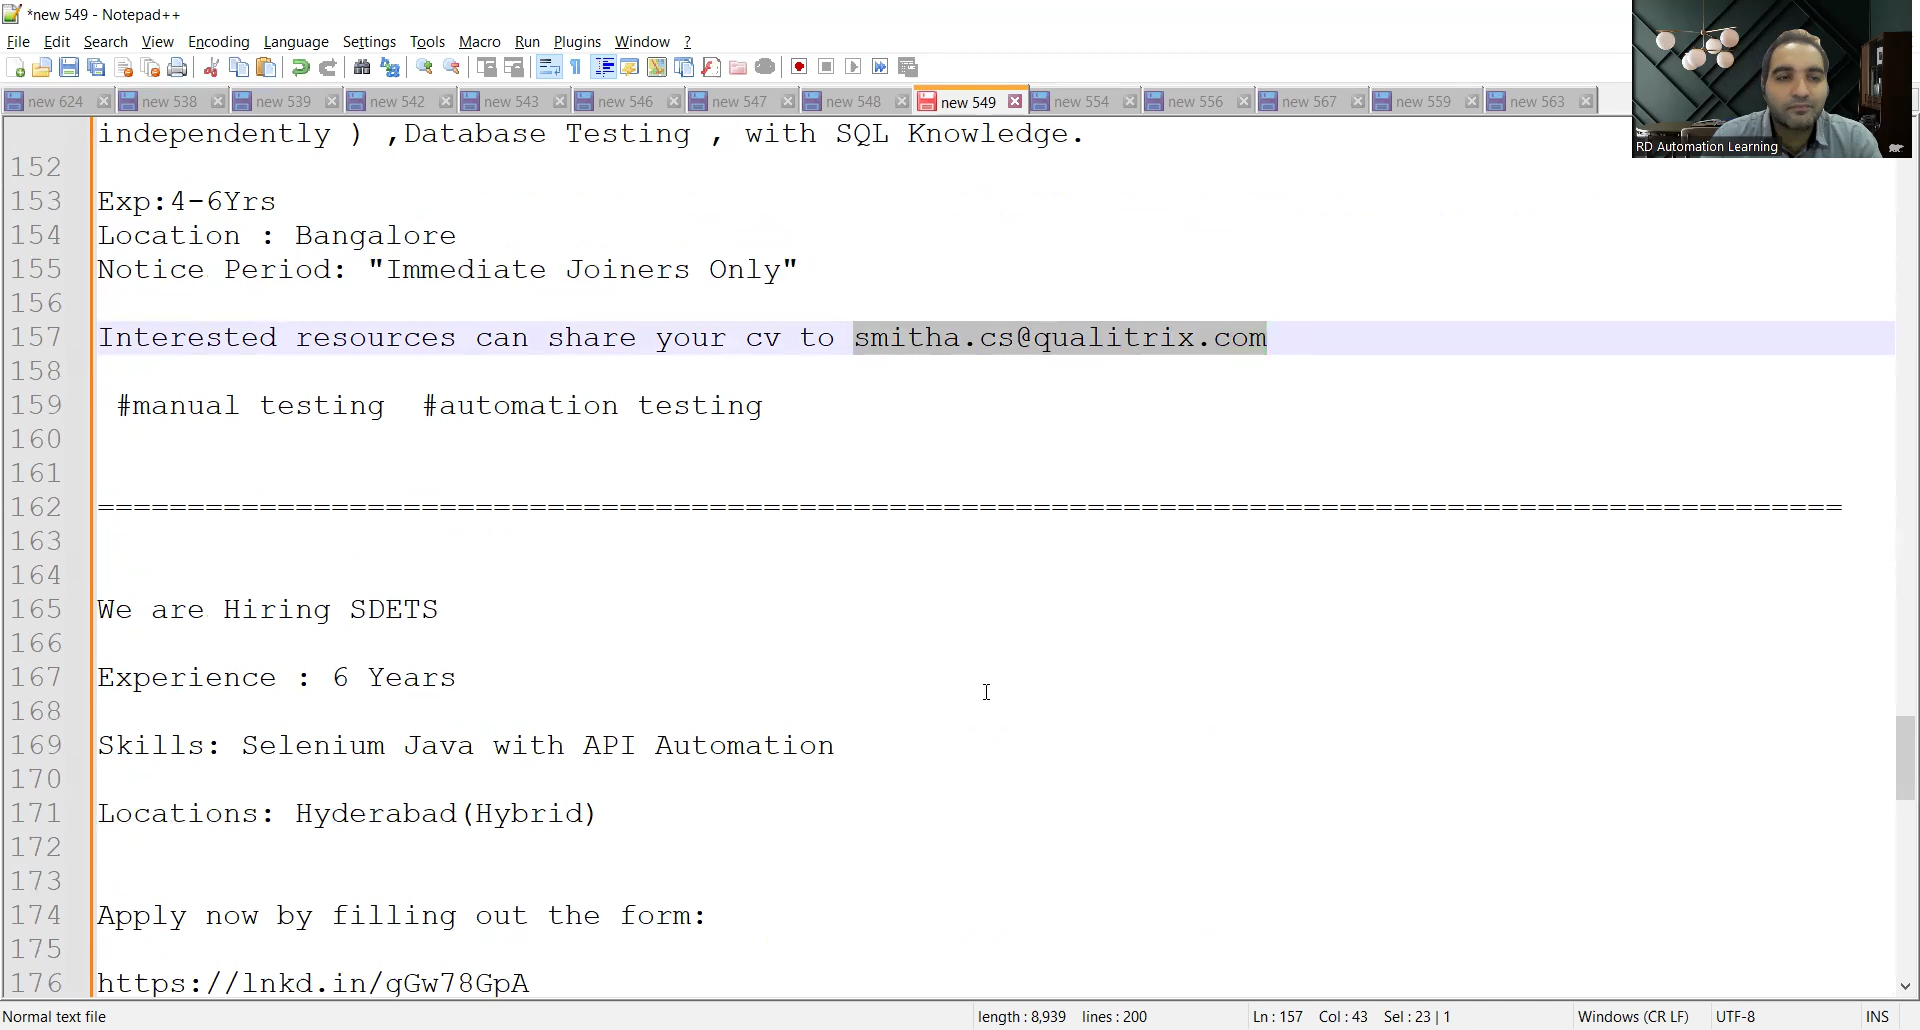 *new 549 - Notepad++
File Edit Search View Encoding Language Settings Tools Macro Run Plugins Window ?
new 624 new 538 new 539 new 542 new 543 new 546 new 547 new 548 new 549 new 554 new 556 new 567 new 559 new 563
RD Automation Learning
independently ) ,Database Testing , with SQL Knowledge.
152
153 Exp:4-6Yrs
154 Location : Bangalore
155 Notice Period: "Immediate Joiners Only"
156
157 Interested resources can share your cv to smitha.cs@qualitrix.com
158
159 #manual testing #automation testing
160
161
162 =================================================================================================
163
164
165 We are Hiring SDETS
166
167 Experience : 6 Years
168
169 Skills: Selenium Java with API Automation
170
171 Locations: Hyderabad(Hybrid)
172
173
174 Apply now by filling out the form:
175
176 https://lnkd.in/gGw78GpA
Normal text file length : 8,939 lines : 200 Ln : 157 Col : 43 Sel : 23 | 1 Windows (CR LF) UTF-8 INS